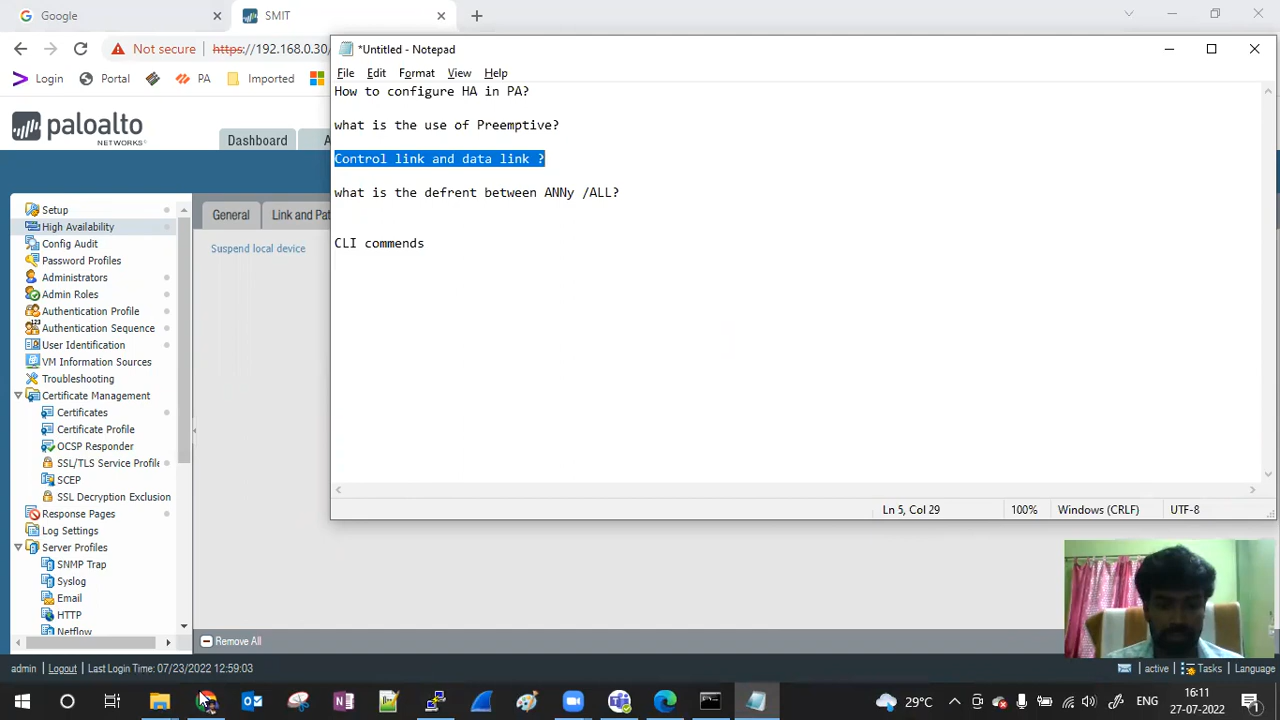 Google
SMIT
Not secure
https://192.168.0.30/
*Untitled - Notepad
File Edit Format View Help
Login
Portal
PA
Imported
How to configure HA in PA?
what is the use of Preemptive?
Control link and data link ?
what is the defrent between ANNy /ALL?
CLI commends
paloalto
NETWORKS
Dashboard
A
General
Link and Pat
Suspend local device
Setup
High Availability
Config Audit
Password Profiles
Administrators
Admin Roles
Authentication Profile
Authentication Sequence
User Identification
VM Information Sources
Troubleshooting
Certificate Management
Certificates
Certificate Profile
OCSP Responder
SSL/TLS Service Profile
SCEP
SSL Decryption Exclusion
Response Pages
Log Settings
Server Profiles
SNMP Trap
Syslog
Email
HTTP
Netflow
Ln 5, Col 29
100%
Windows (CRLF)
UTF-8
Remove All
admin | Logout | Last Login Time: 07/23/2022 12:59:03
active
Tasks
Language
29°C
ENG
16:11
27-07-2022